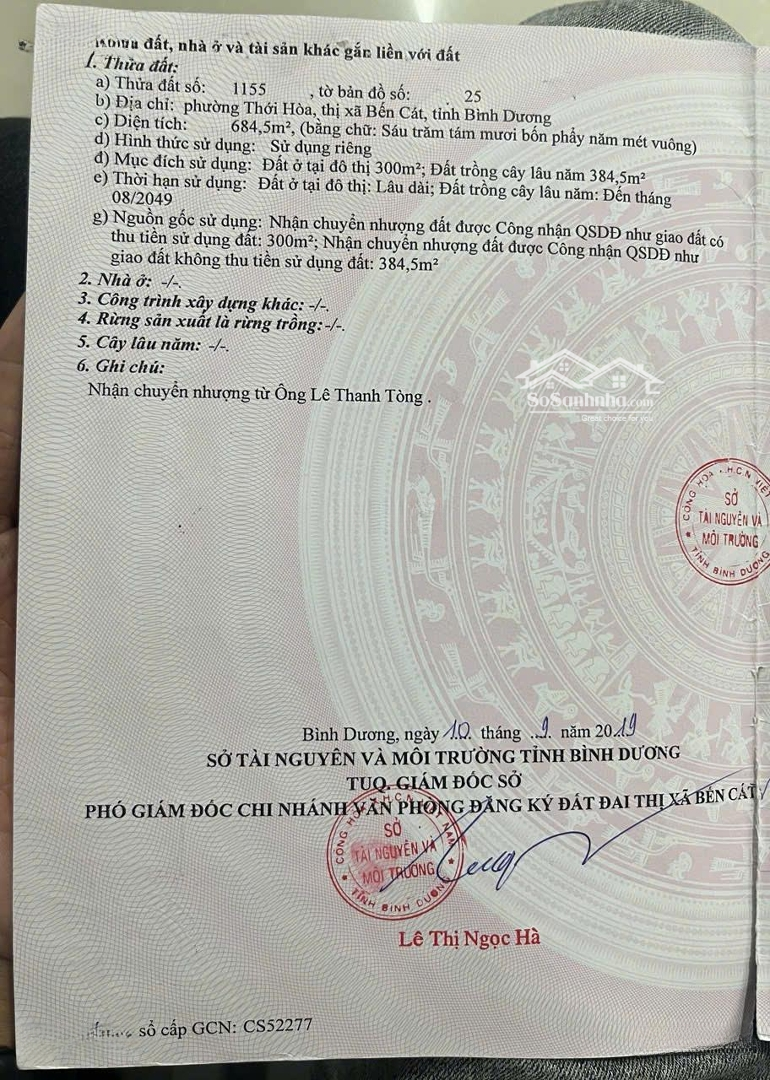 đất, nhà ở và tài sản khác gắn liền với đất
1. Thửa đất:
a) Thửa đất số: 1155 , tờ bản đồ số: 25
b) Địa chỉ: phường Thới Hòa, thị xã Bến Cát, tỉnh Bình Dương
c) Diện tích: 684,5m², (bằng chữ: Sáu trăm tám mươi bốn phẩy năm mét vuông)
d) Hình thức sử dụng: Sử dụng riêng
đ) Mục đích sử dụng: Đất ở tại đô thị 300m²; Đất trồng cây lâu năm 384,5m²
e) Thời hạn sử dụng: Đất ở tại đô thị: Lâu dài; Đất trồng cây lâu năm: Đến tháng
08/2049
g) Nguồn gốc sử dụng: Nhận chuyển nhượng đất được Công nhận QSDĐ như giao đất có
thu tiền sử dụng đất: 300m²; Nhận chuyển nhượng đất được Công nhận QSDĐ như
giao đất không thu tiền sử dụng đất: 384,5m²
2. Nhà ở: -/-.
3. Công trình xây dựng khác: -/-.
4. Rừng sản xuất là rừng trồng:-/-.
5. Cây lâu năm: -/-.
6. Ghi chú:
Nhận chuyển nhượng từ Ông Lê Thanh Tòng .
SoSanhnha.com
Great choice for you
CỘNG HÒA X.H.C.N VIỆT
SỞ
TÀI NGUYÊN VÀ
MÔI TRƯỜNG
TỈNH BÌNH DƯƠNG
Bình Dương, ngày 10 tháng 9 năm 2019
SỞ TÀI NGUYÊN VÀ MÔI TRƯỜNG TỈNH BÌNH DƯƠNG
TUQ. GIÁM ĐỐC SỞ
PHÓ GIÁM ĐỐC CHI NHÁNH VĂN PHÒNG ĐĂNG KÝ ĐẤT ĐAI THỊ XÃ BẾN CÁT
SỞ
TÀI NGUYÊN VÀ
MÔI TRƯỜNG
TỈNH BÌNH DƯƠNG
Lê Thị Ngọc Hà
sổ cấp GCN: CS52277